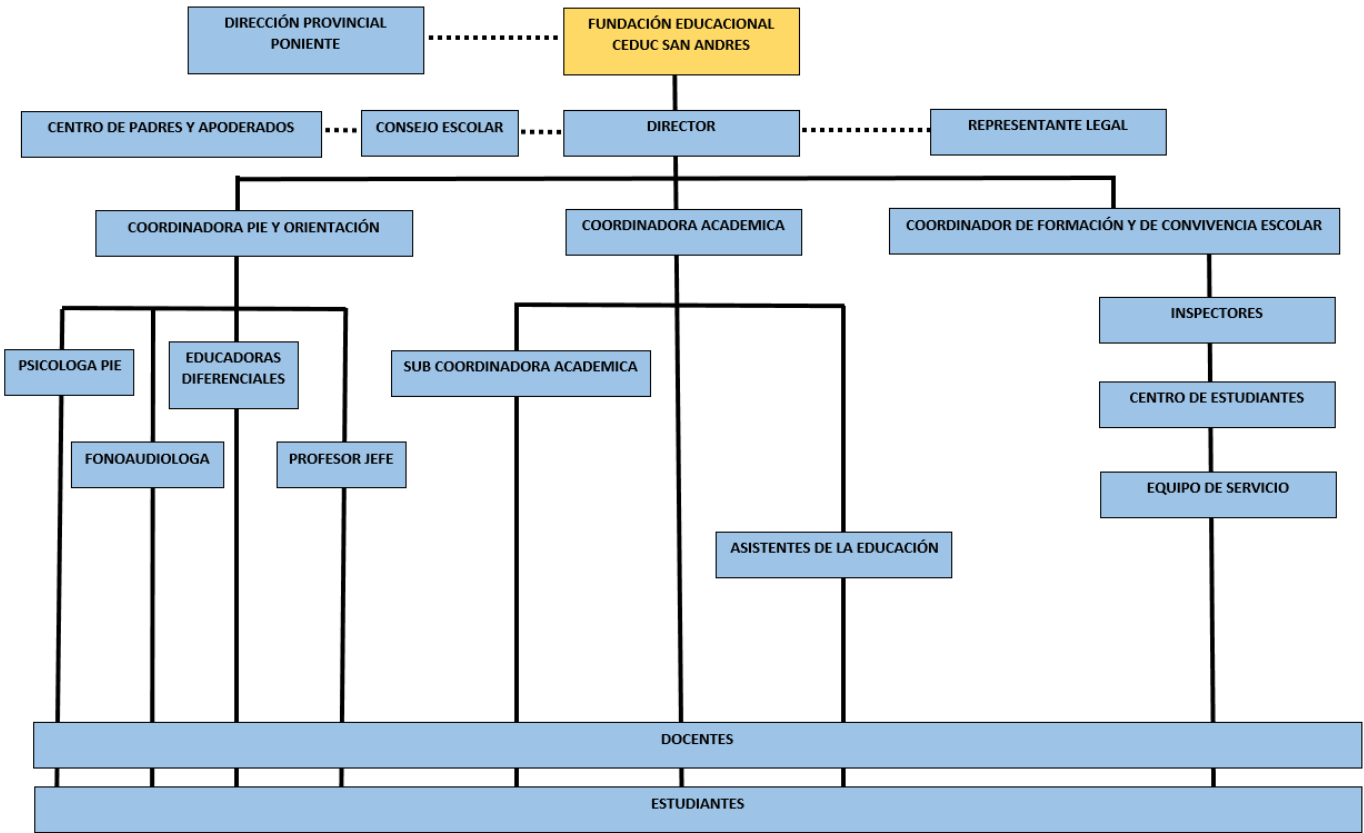 DIRECCIÓN PROVINCIAL
PONIENTE
FUNDACIÓN EDUCACIONAL
CEDUC SAN ANDRES
CENTRO DE PADRES Y APODERADOS
CONSEJO ESCOLAR
DIRECTOR
REPRESENTANTE LEGAL
COORDINADORA PIE Y ORIENTACIÓN
COORDINADORA ACADEMICA
COORDINADOR DE FORMACIÓN Y DE CONVIVENCIA ESCOLAR
INSPECTORES
PSICOLOGA PIE
EDUCADORAS
DIFERENCIALES
SUB COORDINADORA ACADEMICA
CENTRO DE ESTUDIANTES
FONOAUDIOLOGA
PROFESOR JEFE
EQUIPO DE SERVICIO
ASISTENTES DE LA EDUCACIÓN
DOCENTES
ESTUDIANTES